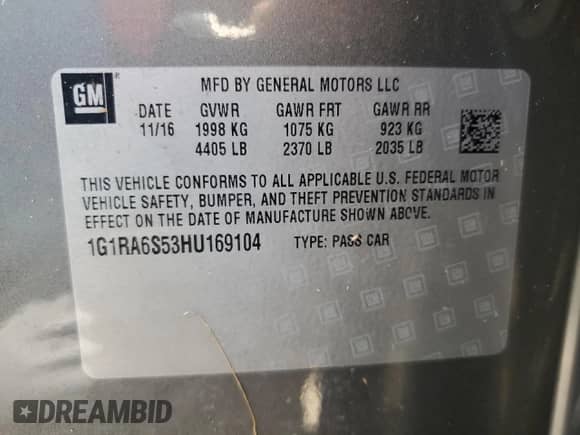 GM
MFD BY GENERAL MOTORS LLC
DATE GVWR GAWR FRT GAWR RR
11/16 1998 KG 1075 KG 923 KG
4405 LB 2370 LB 2035 LB
THIS VEHICLE CONFORMS TO ALL APPLICABLE U.S. FEDERAL MOTOR
VEHICLE SAFETY, BUMPER, AND THEFT PREVENTION STANDARDS IN
EFFECT ON THE DATE OF MANUFACTURE SHOWN ABOVE.
1G1RA6S53HU169104 TYPE: PASS CAR
DREAMBID